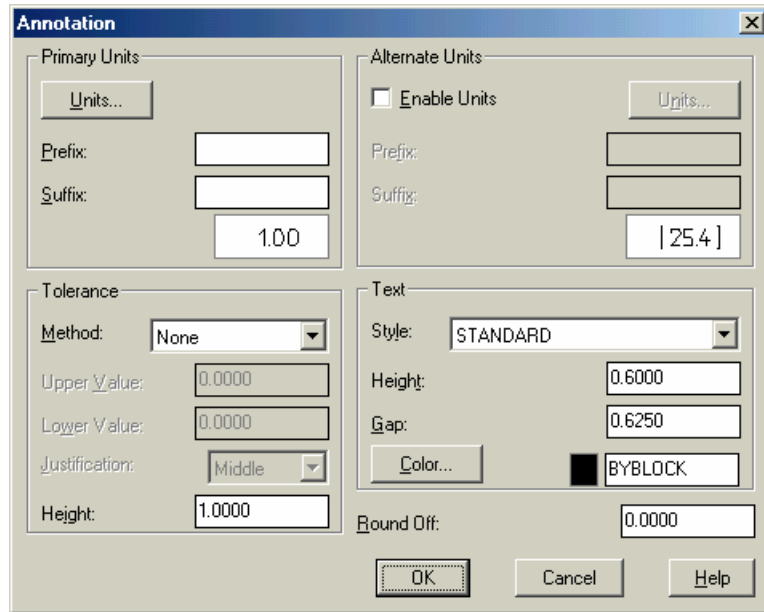 Annotation
Primary Units
Units...
Prefix:
Suffix:
1.00
Alternate Units
Enable Units
Units...
Prefix:
Suffix:
[25.4]
Tolerance
Method: None
Upper Value: 0.0000
Lower Value: 0.0000
Justification: Middle
Height: 1.0000
Text
Style: STANDARD
Height: 0.6000
Gap: 0.6250
Color... BYBLOCK
Round Off: 0.0000
OK Cancel Help